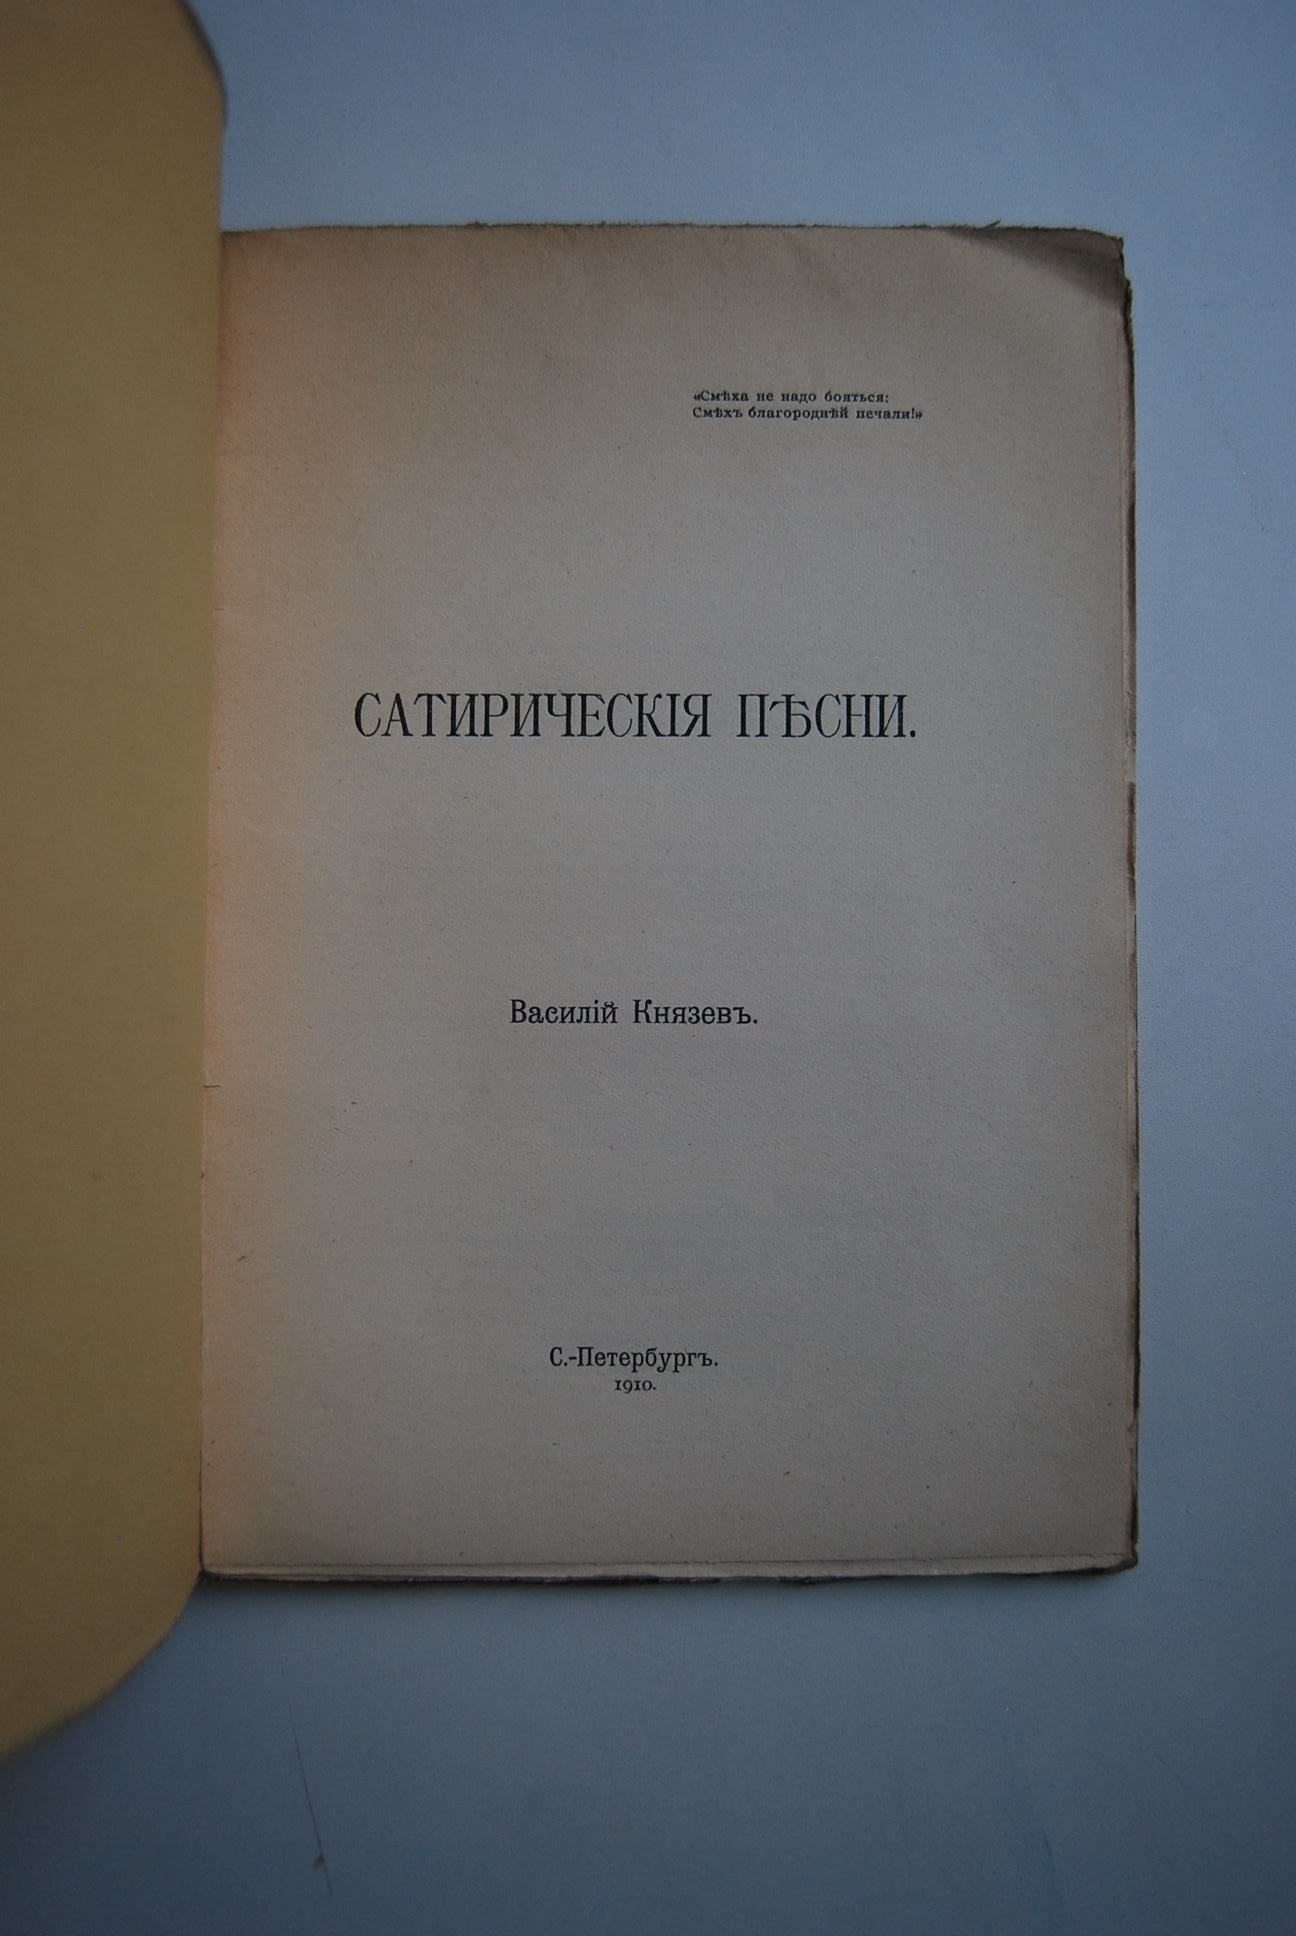 «Смѣха не надо бояться:
Смѣхъ благороднѣй печали!»
САТИРИЧЕСКІЯ ПѢСНИ.
Василій Князевъ.
С.-Петербургъ.
1910.